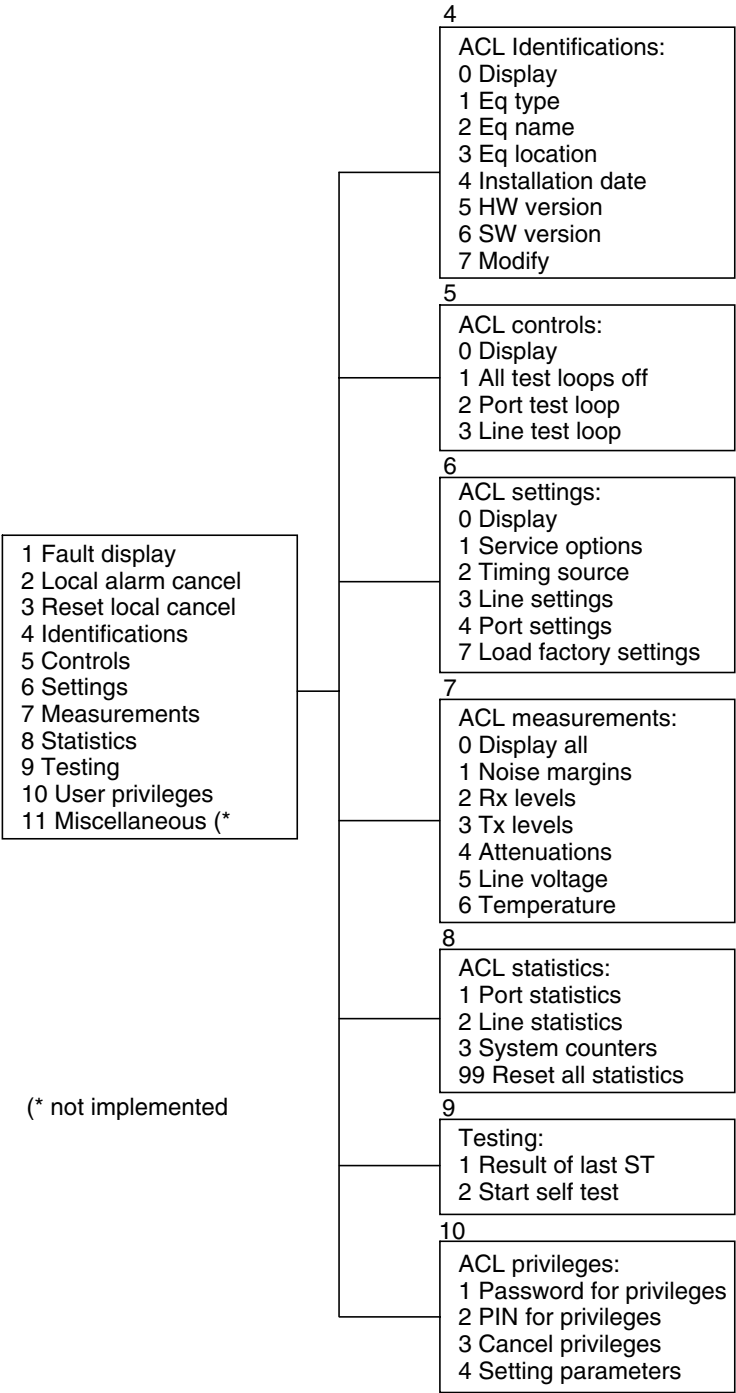 1 Fault display
2 Local alarm cancel
3 Reset local cancel
4 Identifications
5 Controls
6 Settings
7 Measurements
8 Statistics
9 Testing
10 User privileges
11 Miscellaneous (*
(* not implemented
4
ACL Identifications:
0 Display
1 Eq type
2 Eq name
3 Eq location
4 Installation date
5 HW version
6 SW version
7 Modify
5
ACL controls:
0 Display
1 All test loops off
2 Port test loop
3 Line test loop
6
ACL settings:
0 Display
1 Service options
2 Timing source
3 Line settings
4 Port settings
7 Load factory settings
7
ACL measurements:
0 Display all
1 Noise margins
2 Rx levels
3 Tx levels
4 Attenuations
5 Line voltage
6 Temperature
8
ACL statistics:
1 Port statistics
2 Line statistics
3 System counters
99 Reset all statistics
9
Testing:
1 Result of last ST
2 Start self test
10
ACL privileges:
1 Password for privileges
2 PIN for privileges
3 Cancel privileges
4 Setting parameters